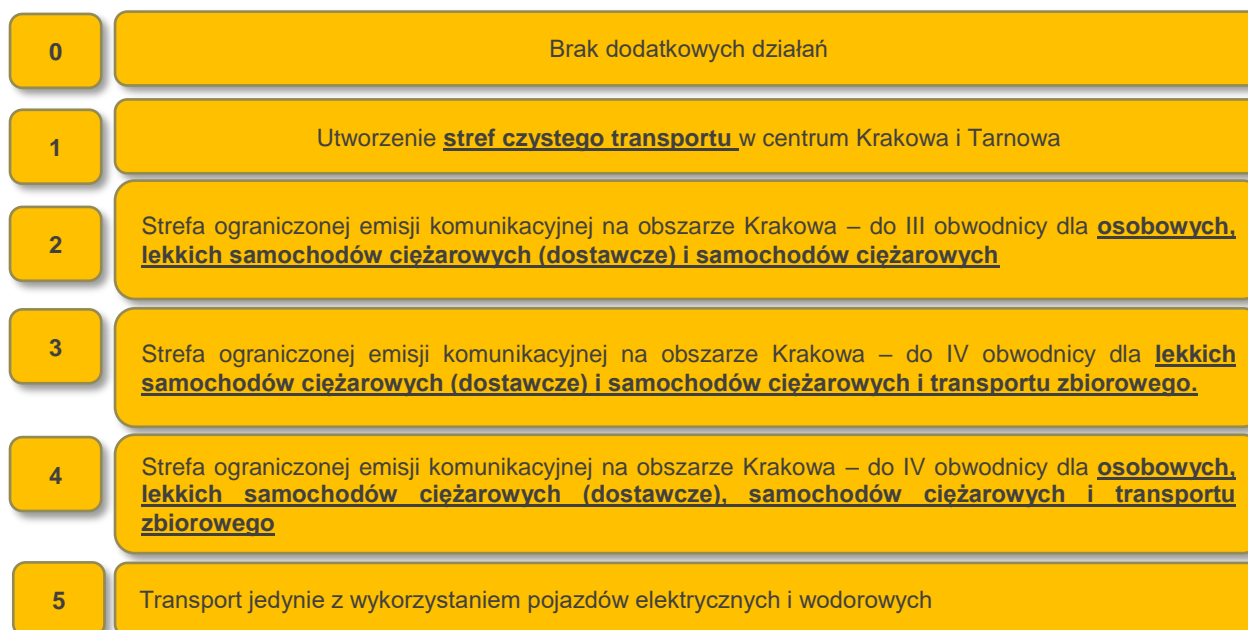 0
Brak dodatkowych działań
1
Utworzenie stref czystego transportu w centrum Krakowa i Tarnowa
2
Strefa ograniczonej emisji komunikacyjnej na obszarze Krakowa – do III obwodnicy dla osobowych,
lekkich samochodów ciężarowych (dostawcze) i samochodów ciężarowych
3
Strefa ograniczonej emisji komunikacyjnej na obszarze Krakowa – do IV obwodnicy dla lekkich
samochodów ciężarowych (dostawcze) i samochodów ciężarowych i transportu zbiorowego.
4
Strefa ograniczonej emisji komunikacyjnej na obszarze Krakowa – do IV obwodnicy dla osobowych,
lekkich samochodów ciężarowych (dostawcze), samochodów ciężarowych i transportu
zbiorowego
5
Transport jedynie z wykorzystaniem pojazdów elektrycznych i wodorowych